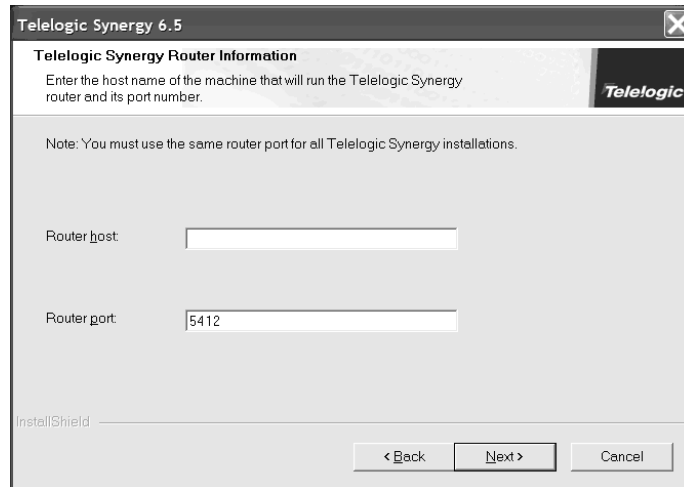 Telelogic Synergy 6.5
Telelogic Synergy Router Information
Enter the host name of the machine that will run the Telelogic Synergy
router and its port number.
Telelogic
Note: You must use the same router port for all Telelogic Synergy installations.
Router host:
Router port:
5412
InstallShield
< Back
Next >
Cancel